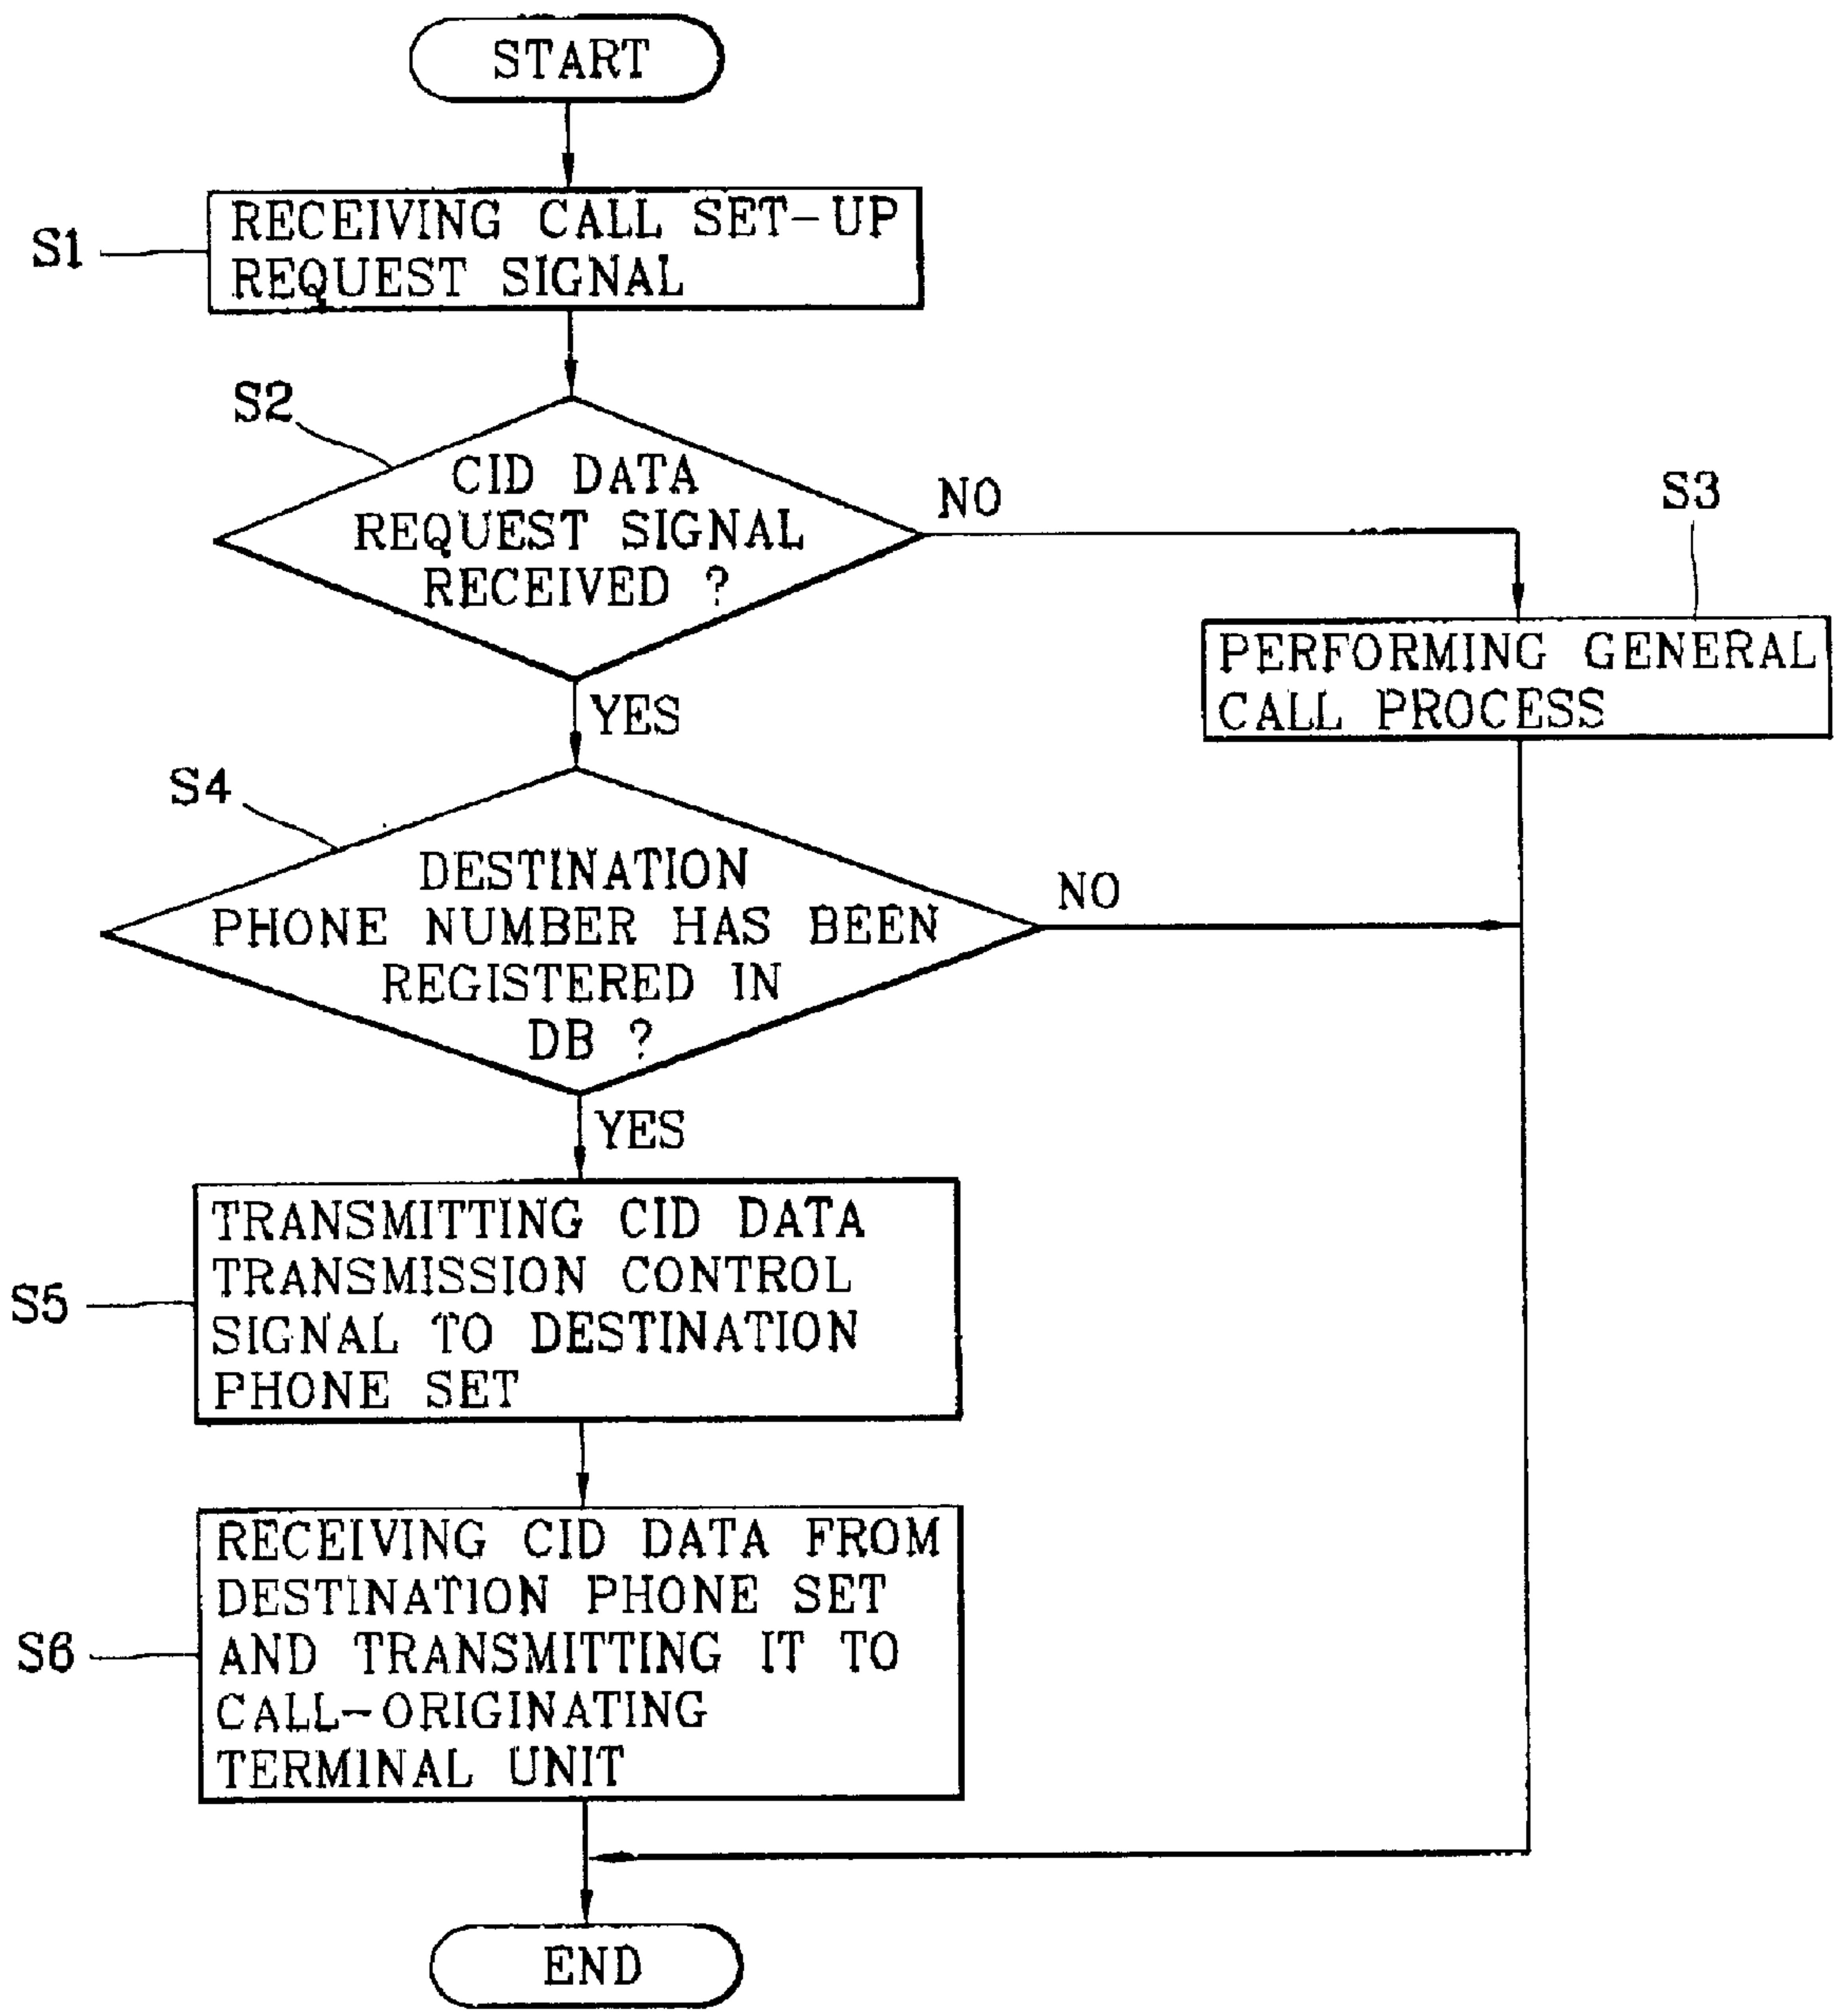 START
S1
RECEIVING CALL SET-UP
REQUEST SIGNAL
S2
CID DATA
REQUEST SIGNAL
RECEIVED ?
NO
YES
S3
PERFORMING GENERAL
CALL PROCESS
S4
DESTINATION
PHONE NUMBER HAS BEEN
REGISTERED IN
DB ?
NO
YES
S5
TRANSMITTING CID DATA
TRANSMISSION CONTROL
SIGNAL TO DESTINATION
PHONE SET
S6
RECEIVING CID DATA FROM
DESTINATION PHONE SET
AND TRANSMITTING IT TO
CALL-ORIGINATING
TERMINAL UNIT
END